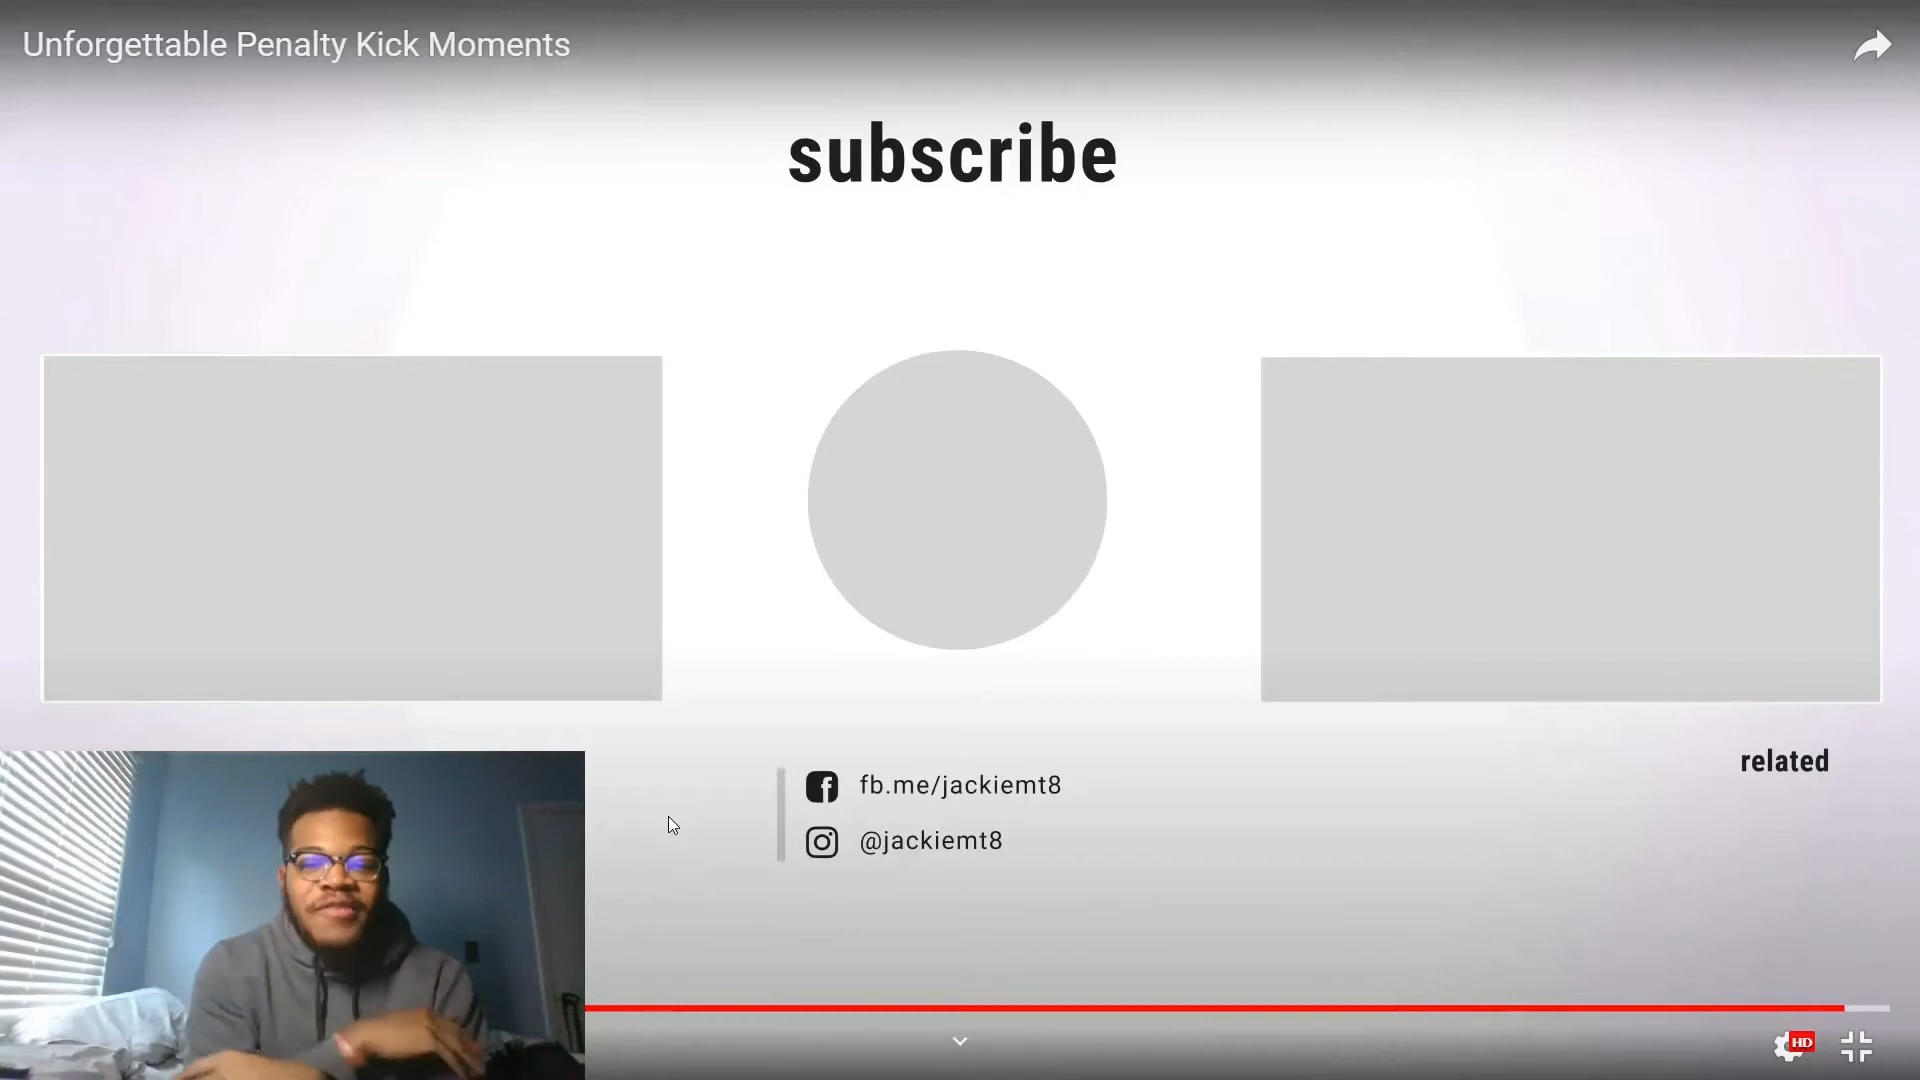 Unforgettable Penalty Kick Moments
subscribe
related
fb.me/jackiemt8
@jackiemt8
HD